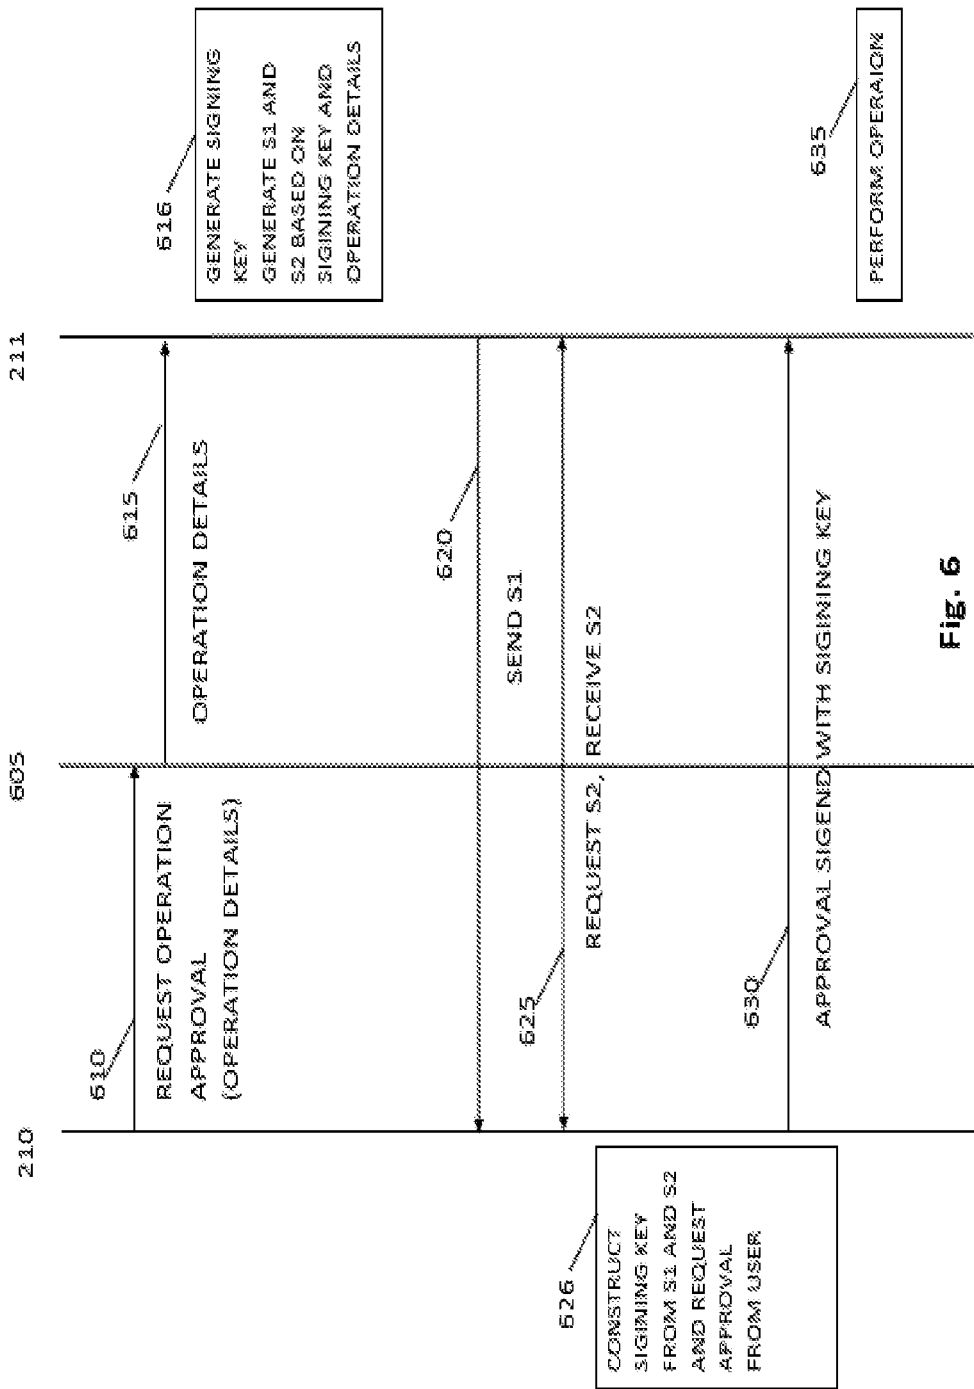 210
605
211
610
REQUEST OPERATION
APPROVAL
(OPERATION DETAILS)
615
OPERATION DETAILS
616
GENERATE SIGNING
KEY
GENERATE S1 AND
S2 BASED ON
SIGINING KEY AND
OPERATION DETAILS
620
SEND S1
625
REQUEST S2, RECEIVE S2
626
CONSTRUCT
SIGINING KEY
FROM S1 AND S2
AND REQUEST
APPROVAL
FROM USER
630
APPROVAL SIGEND WITH SIGINING KEY
635
PERFORM OPERAION
Fig. 6